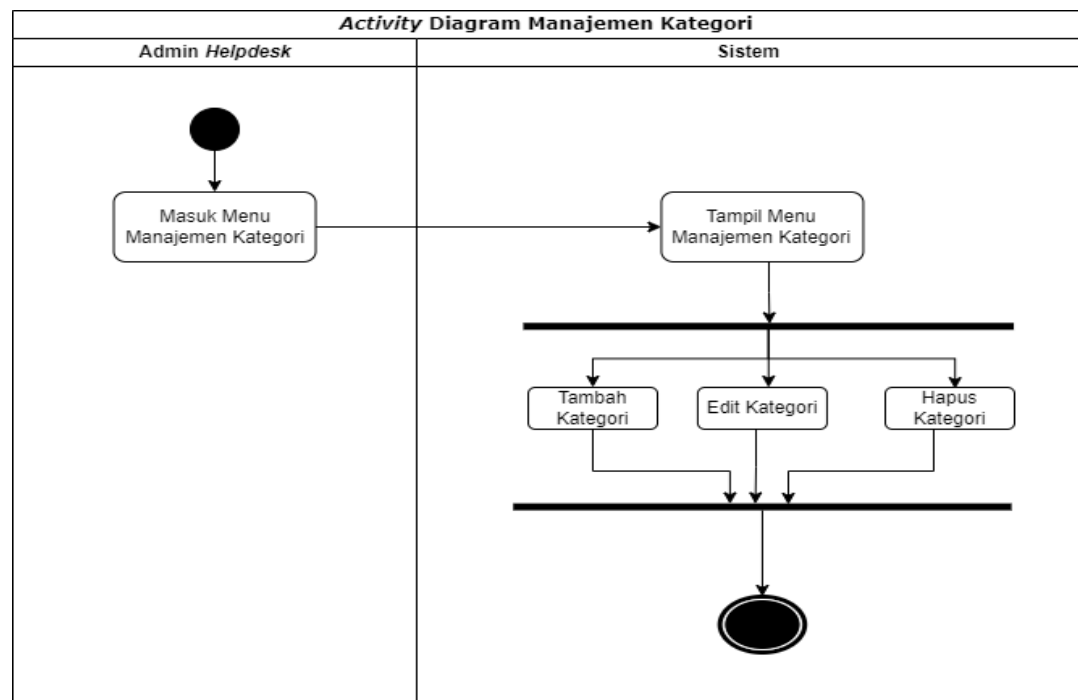 Activity Diagram Manajemen Kategori
Admin Helpdesk
Sistem
Masuk Menu
Manajemen Kategori
Tampil Menu
Manajemen Kategori
Tambah
Kategori
Edit Kategori
Hapus
Kategori